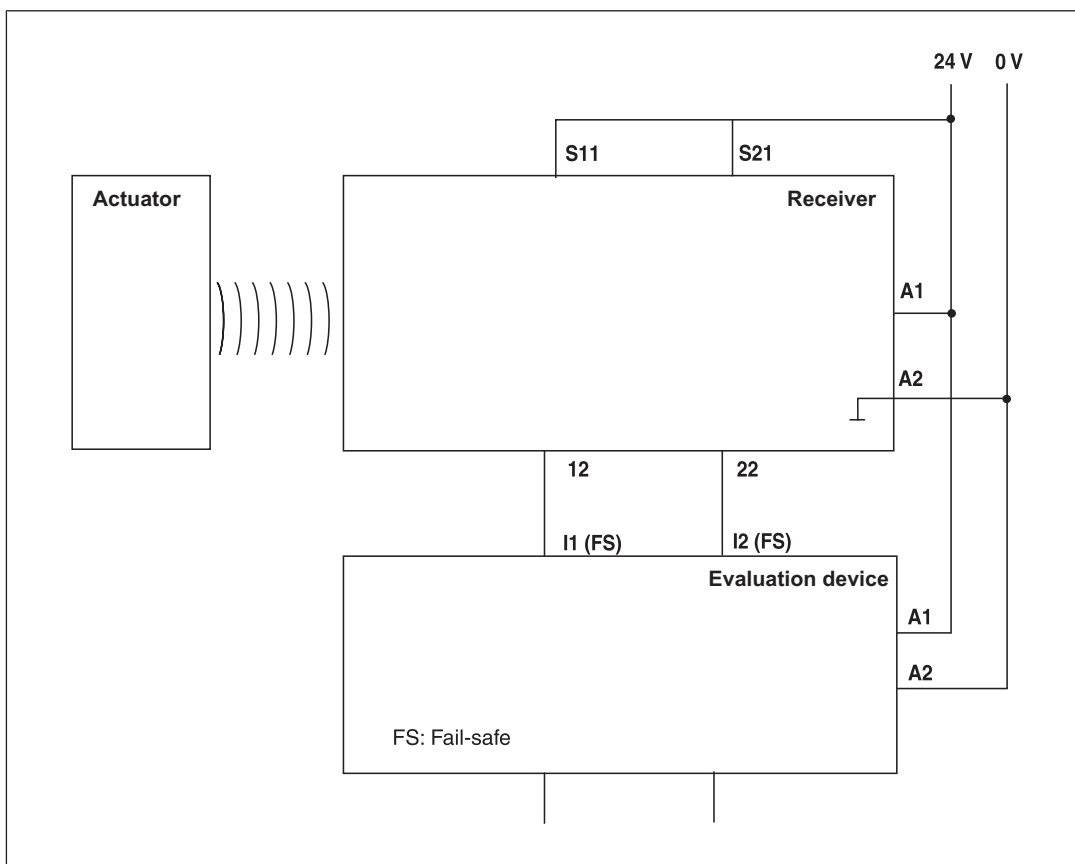 24 V 0 V
S11 S21
Actuator Receiver
A1
A2
12 22
I1 (FS) I2 (FS)
Evaluation device
A1
A2
FS: Fail-safe